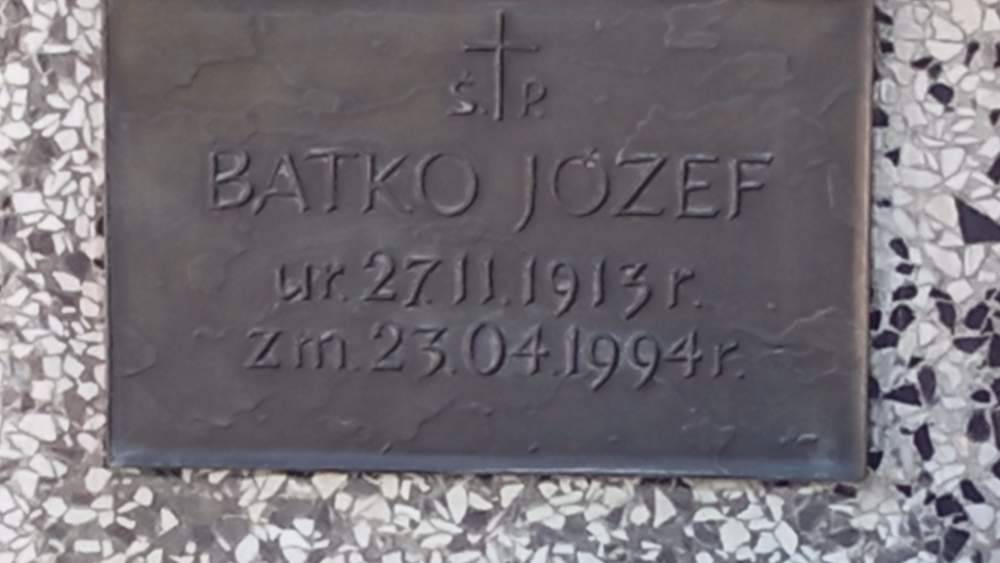 Ś. P.
BATKO JÓZEF
ur. 27.11.1913 r.
zm. 23.04.1994 r.